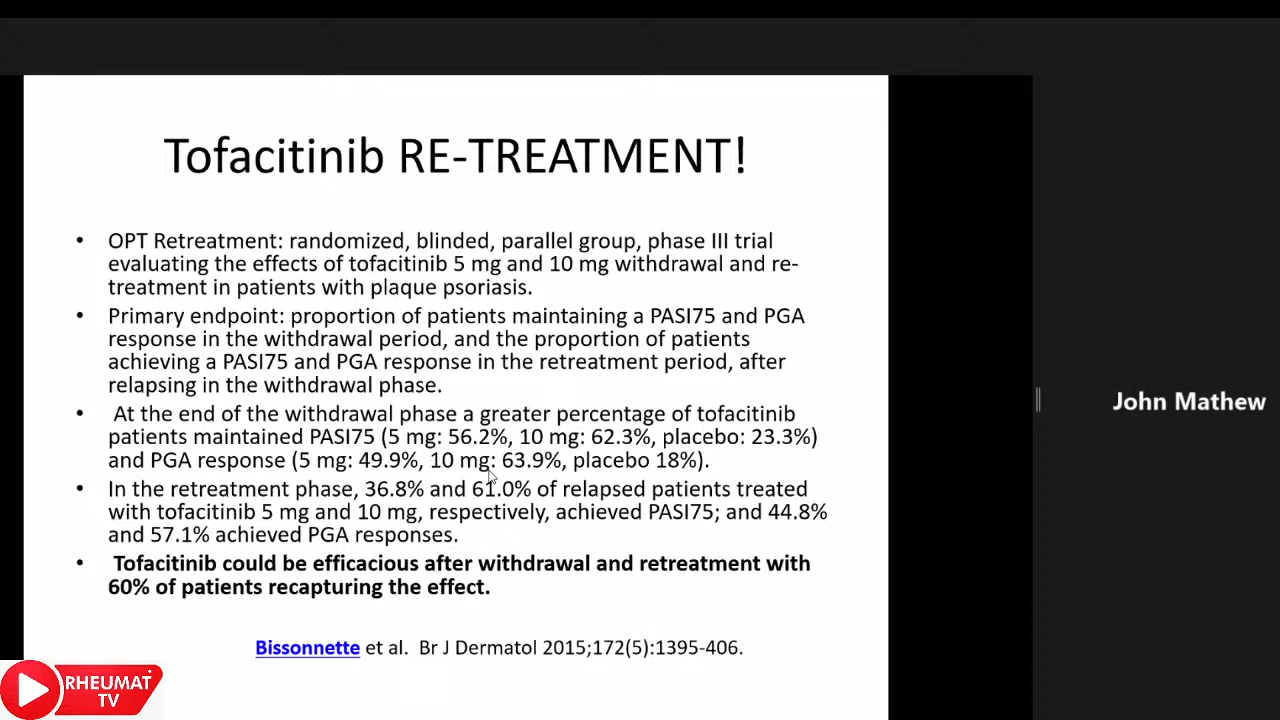 Tofacitinib RE-TREATMENT!
• OPT Retreatment: randomized, blinded, parallel group, phase III trial
evaluating the effects of tofacitinib 5 mg and 10 mg withdrawal and re-
treatment in patients with plaque psoriasis.
• Primary endpoint: proportion of patients maintaining a PASI75 and PGA
response in the withdrawal period, and the proportion of patients
achieving a PASI75 and PGA response in the retreatment period, after
relapsing in the withdrawal phase.
• At the end of the withdrawal phase a greater percentage of tofacitinib
patients maintained PASI75 (5 mg: 56.2%, 10 mg: 62.3%, placebo: 23.3%)
and PGA response (5 mg: 49.9%, 10 mg: 63.9%, placebo 18%).
• In the retreatment phase, 36.8% and 61.0% of relapsed patients treated
with tofacitinib 5 mg and 10 mg, respectively, achieved PASI75; and 44.8%
and 57.1% achieved PGA responses.
• Tofacitinib could be efficacious after withdrawal and retreatment with
60% of patients recapturing the effect.
Bissonnette et al. Br J Dermatol 2015;172(5):1395-406.
John Mathew
RHEUMAT
TV